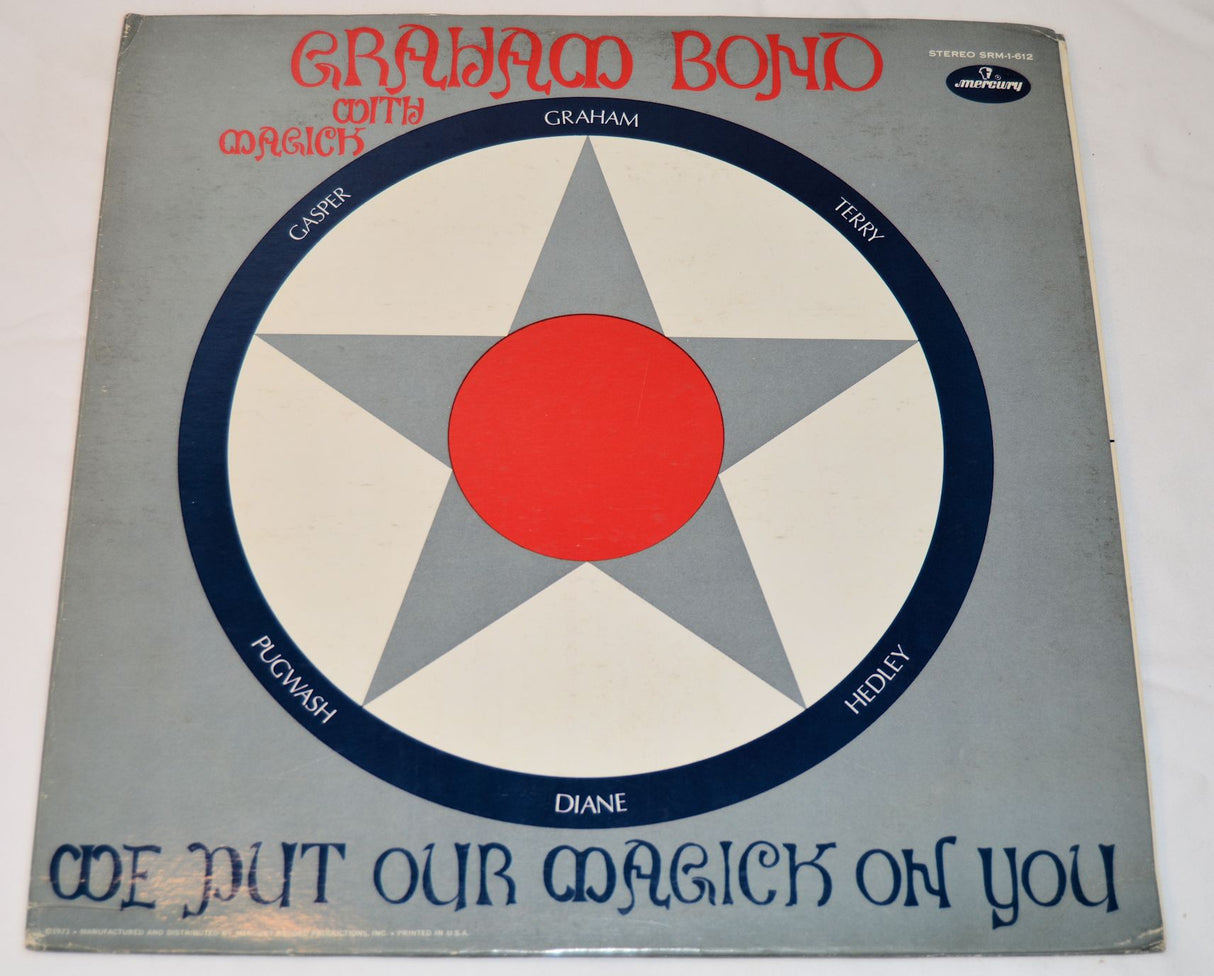 GRAHAM BOND
STEREO SRM-1-612
mercury
WITH
MAGICK
GRAHAM
GASPER
TERRY
PUGWASH
HEDLEY
DIANE
WE PUT OUR MAGICK ON YOU
MANUFACTURED AND DISTRIBUTED BY MERCURY RECORD PRODUCTIONS, INC. • PRINTED IN U.S.A.